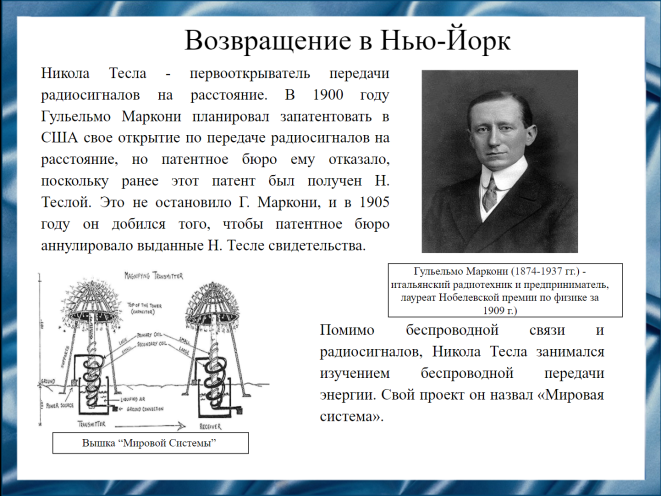 Возвращение в Нью-Йорк
Никола Тесла - первооткрыватель передачи
радиосигналов на расстояние. В 1900 году
Гульельмо Маркони планировал запатентовать в
США свое открытие по передаче радиосигналов на
расстояние, но патентное бюро ему отказало,
поскольку ранее этот патент был получен Н.
Теслой. Это не остановило Г. Маркони, и в 1905
году он добился того, чтобы патентное бюро
аннулировало выданные Н. Тесле свидетельства.
Гульельмо Маркони (1874-1937 гг.) -
итальянский радиотехник и предприниматель,
лауреат Нобелевской премии по физике за
1909 г.)
MAGNIFYING TRANSMITTER
TOP OF THE TOWER
(CAPACITOR)
PRIMARY COIL
SECONDARY COIL
GROUND
POWER SOURCE
LIQUID AIR
GROUND CONNECTION
TRANSMITTER
RECEIVER
Вышка “Мировой Системы”
Помимо беспроводной связи и
радиосигналов, Никола Тесла занимался
изучением беспроводной передачи
энергии. Свой проект он назвал «Мировая
система».